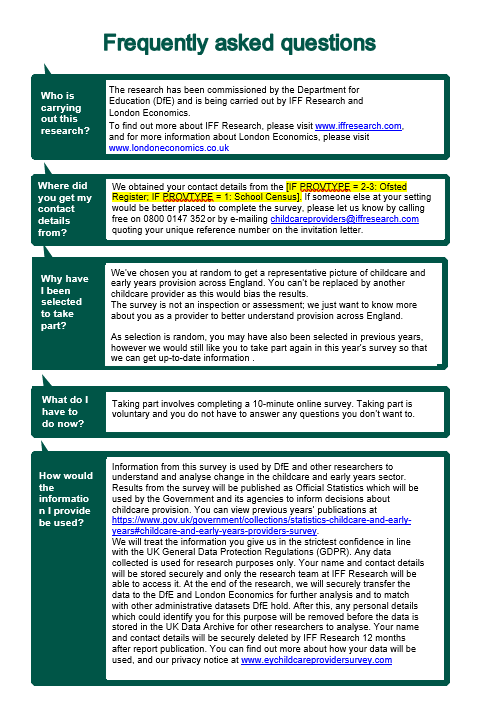 Frequently asked questions
Who is
carrying
out this
research?
The research has been commissioned by the Department for
Education (DfE) and is being carried out by IFF Research and
London Economics.
To find out more about IFF Research, please visit www.iffresearch.com,
and for more information about London Economics, please visit
www.londoneconomics.co.uk
Where did
you get my
contact
details
from?
We obtained your contact details from the [IF PROVTYPE = 2-3: Ofsted
Register; IF PROVTYPE = 1: School Census]. If someone else at your setting
would be better placed to complete the survey, please let us know by calling
free on 0800 0147 352 or by e-mailing childcareproviders@iffresearch.com
quoting your unique reference number on the invitation letter.
Why have
I been
selected
to take
part?
We've chosen you at random to get a representative picture of childcare and
early years provision across England. You can't be replaced by another
childcare provider as this would bias the results.
The survey is not an inspection or assessment; we just want to know more
about you as a provider to better understand provision across England.
As selection is random, you may have also been selected in previous years,
however we would still like you to take part again in this year's survey so that
we can get up-to-date information .
What do I
have to
do now?
Taking part involves completing a 10-minute online survey. Taking part is
voluntary and you do not have to answer any questions you don't want to.
How would
the
informatio
n I provide
be used?
Information from this survey is used by DfE and other researchers to
understand and analyse change in the childcare and early years sector.
Results from the survey will be published as Official Statistics which will be
used by the Government and its agencies to inform decisions about
childcare provision. You can view previous years' publications at
https://www.gov.uk/government/collections/statistics-childcare-and-early-
years#childcare-and-early-years-providers-survey.
We will treat the information you give us in the strictest confidence in line
with the UK General Data Protection Regulations (GDPR). Any data
collected is used for research purposes only. Your name and contact details
will be stored securely and only the research team at IFF Research will be
able to access it. At the end of the research, we will securely transfer the
data to the DfE and London Economics for further analysis and to match
with other administrative datasets DfE hold. After this, any personal details
which could identify you for this purpose will be removed before the data is
stored in the UK Data Archive for other researchers to analyse. Your name
and contact details will be securely deleted by IFF Research 12 months
after report publication. You can find out more about how your data will be
used, and our privacy notice at www.eychildcareprovidersurvey.com